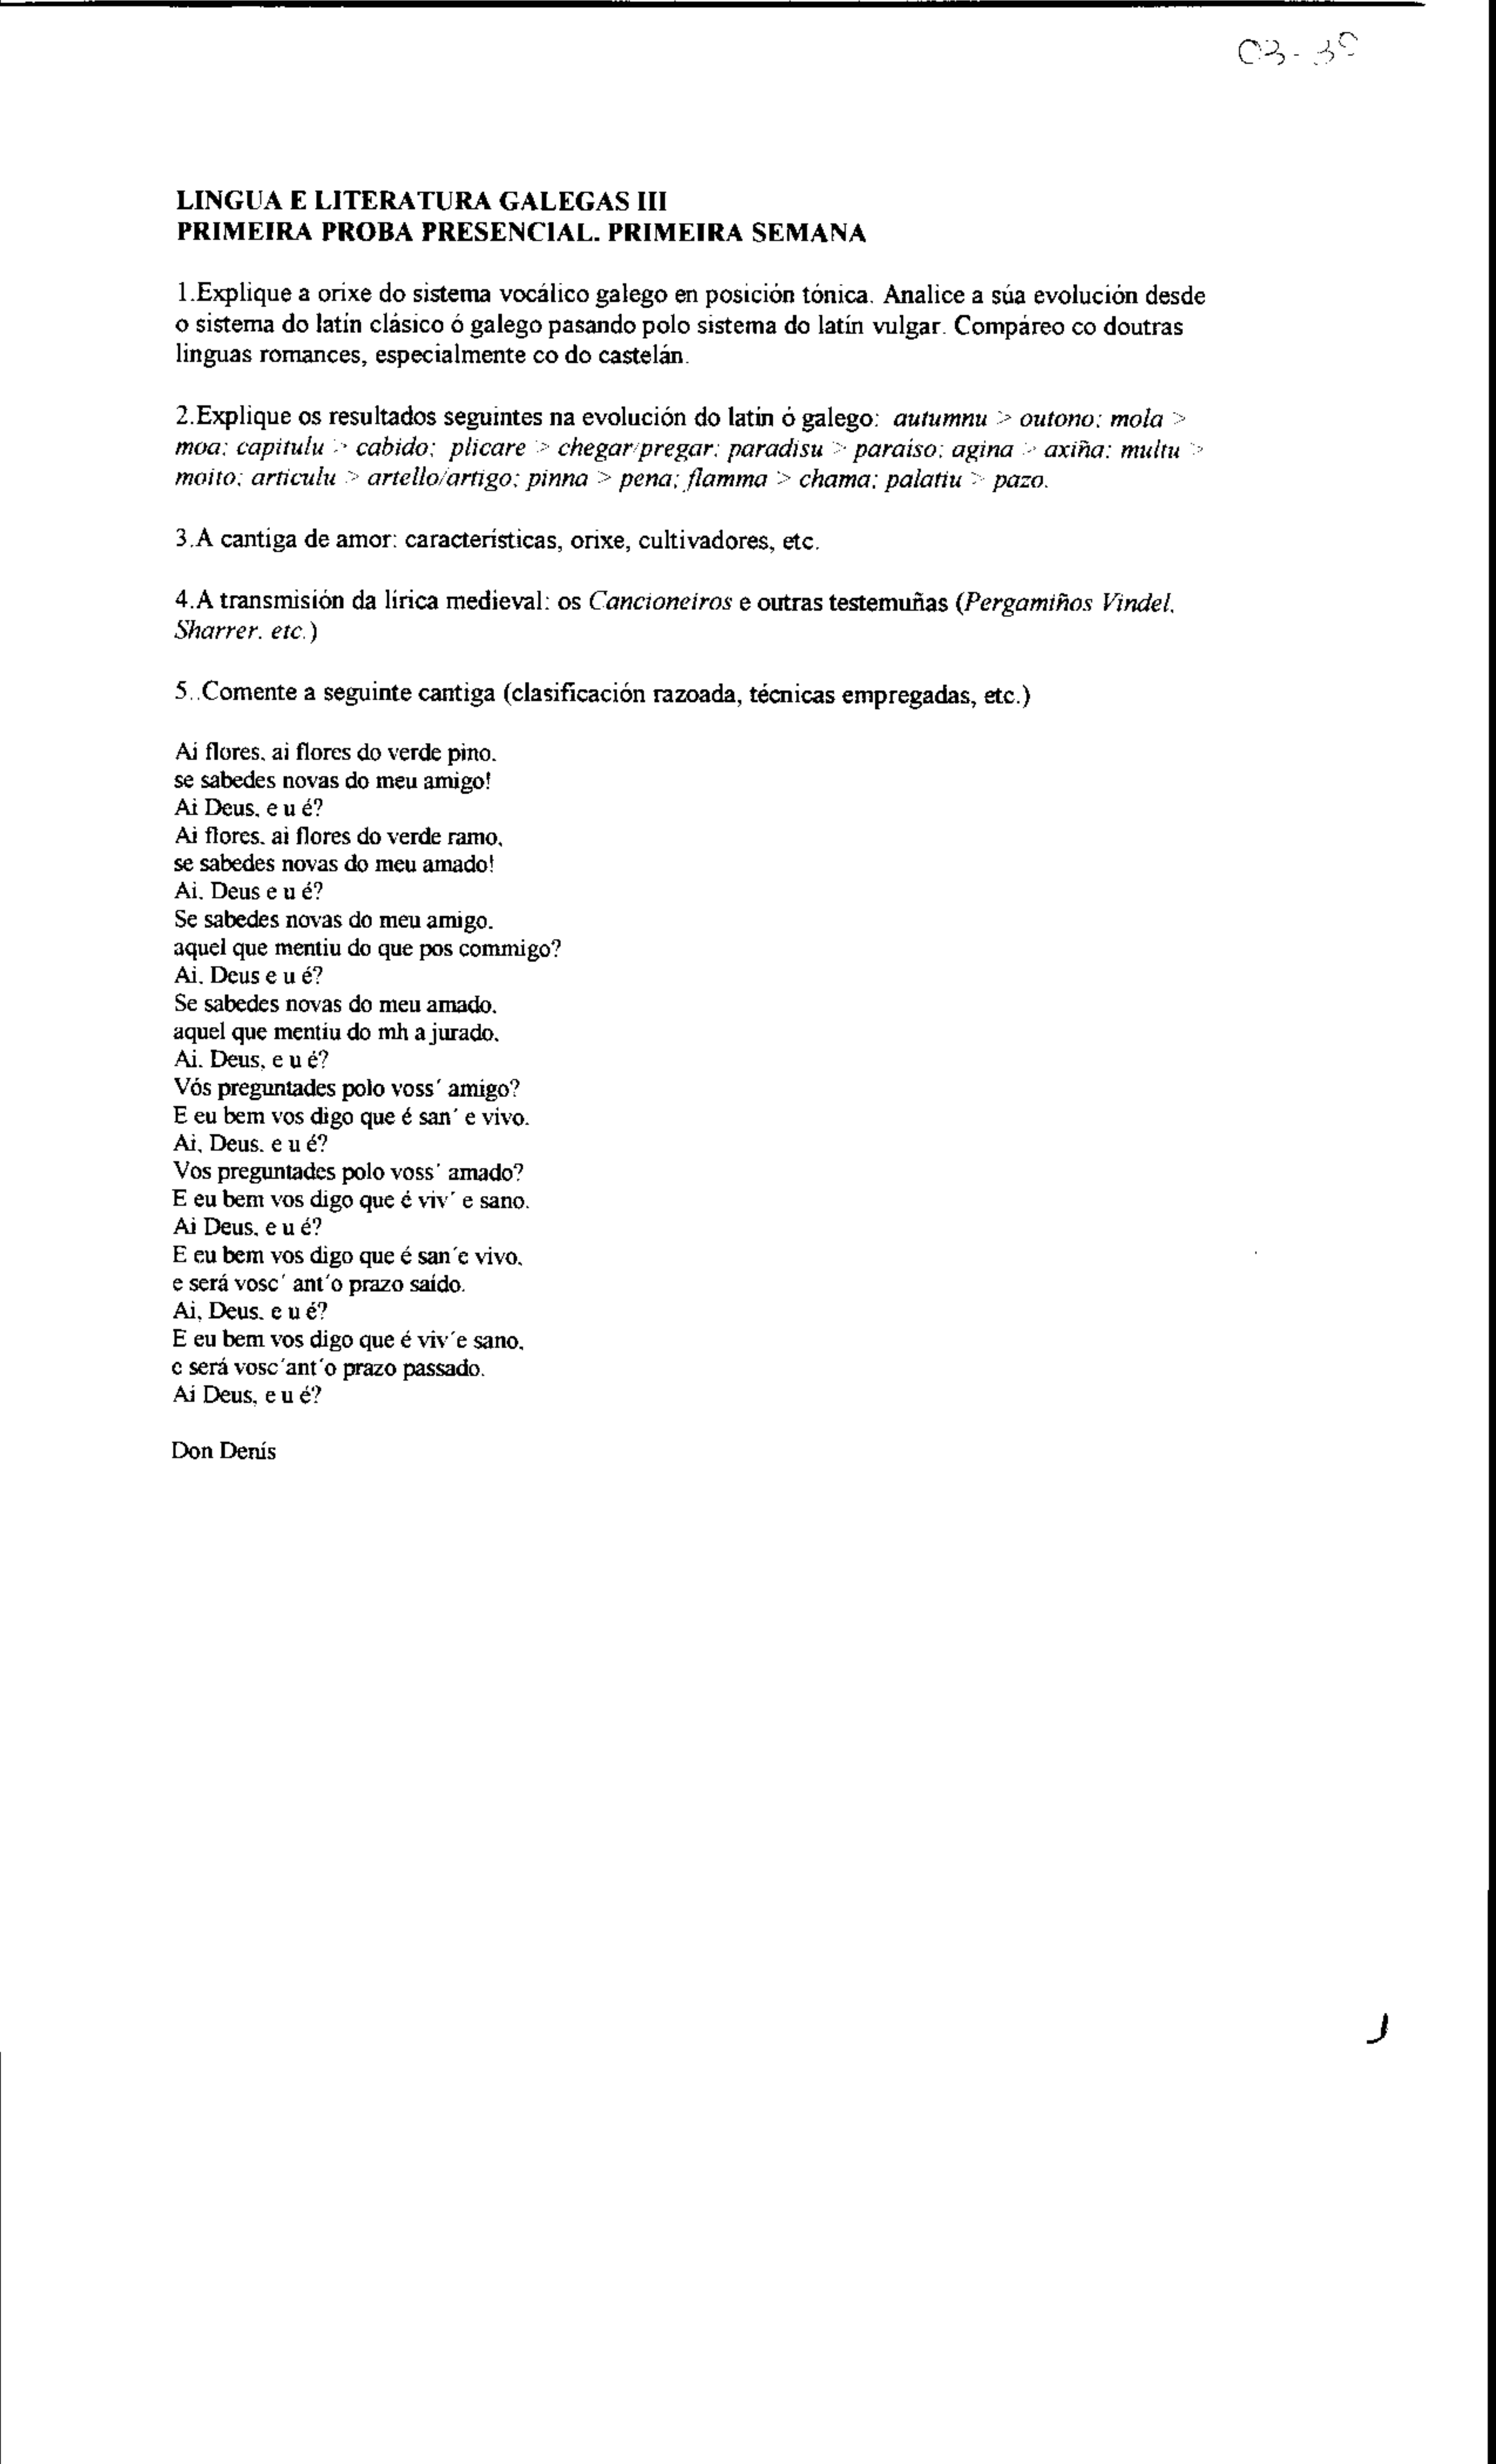 03-39
LINGUA E LITERATURA GALEGAS III
PRIMEIRA PROBA PRESENCIAL. PRIMEIRA SEMANA
1.Explique a orixe do sistema vocálico galego en posición tónica. Analice a súa evolución desde
o sistema do latín clásico ó galego pasando polo sistema do latín vulgar. Compáreo co doutras
linguas romances, especialmente co do castelán.
2.Explique os resultados seguintes na evolución do latín ó galego: autumnu > outono; mola >
moa; capitulu > cabido; plicare > chegar/pregar; paradisu > paraíso; agina > axiña; multu >
moito; articulu > artello/artigo; pinna > pena; flamma > chama; palatiu > pazo.
3.A cantiga de amor: características, orixe, cultivadores, etc.
4.A transmisión da lírica medieval: os Cancioneiros e outras testemuñas (Pergamiños Vindel,
Sharrer, etc.)
5..Comente a seguinte cantiga (clasificación razoada, técnicas empregadas, etc.)
Ai flores, ai flores do verde pino,
se sabedes novas do meu amigo!
Ai Deus, e u é?
Ai flores, ai flores do verde ramo,
se sabedes novas do meu amado!
Ai, Deus e u é?
Se sabedes novas do meu amigo,
aquel que mentiu do que pos commigo?
Ai, Deus e u é?
Se sabedes novas do meu amado,
aquel que mentiu do mh a jurado,
Ai, Deus, e u é?
Vós preguntades polo voss´ amigo?
E eu bem vos digo que é san´ e vivo.
Ai, Deus, e u é?
Vos preguntades polo voss´ amado?
E eu bem vos digo que é viv´ e sano.
Ai Deus, e u é?
E eu bem vos digo que é san´e vivo,
e será vosc´ ant´o prazo saído.
Ai, Deus, e u é?
E eu bem vos digo que é viv´e sano,
e será vosc´ant´o prazo passado.
Ai Deus, e u é?
Don Denís